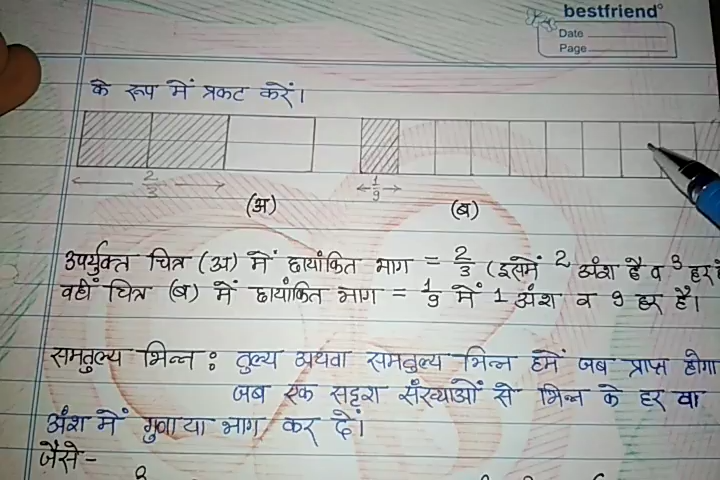 bestfriend
Date
Page
के रूप में प्रकट करें।
2/3
1/9
(अ)
(ब)
उपर्युक्त चित्र (अ) में छायांकित भाग = 2/3 (इसमें 2 अंश है व 3 हर है
वहीं चित्र (ब) में छायांकित भाग = 1/9 में 1 अंश व 9 हर है।
समतुल्य भिन्न : तुल्य अथवा समतुल्य भिन्न हमें जब प्राप्त होगा
जब एक सदृश संख्याओं से भिन्न के हर वा
अंश में गुणा या भाग कर दें।
जैसे-